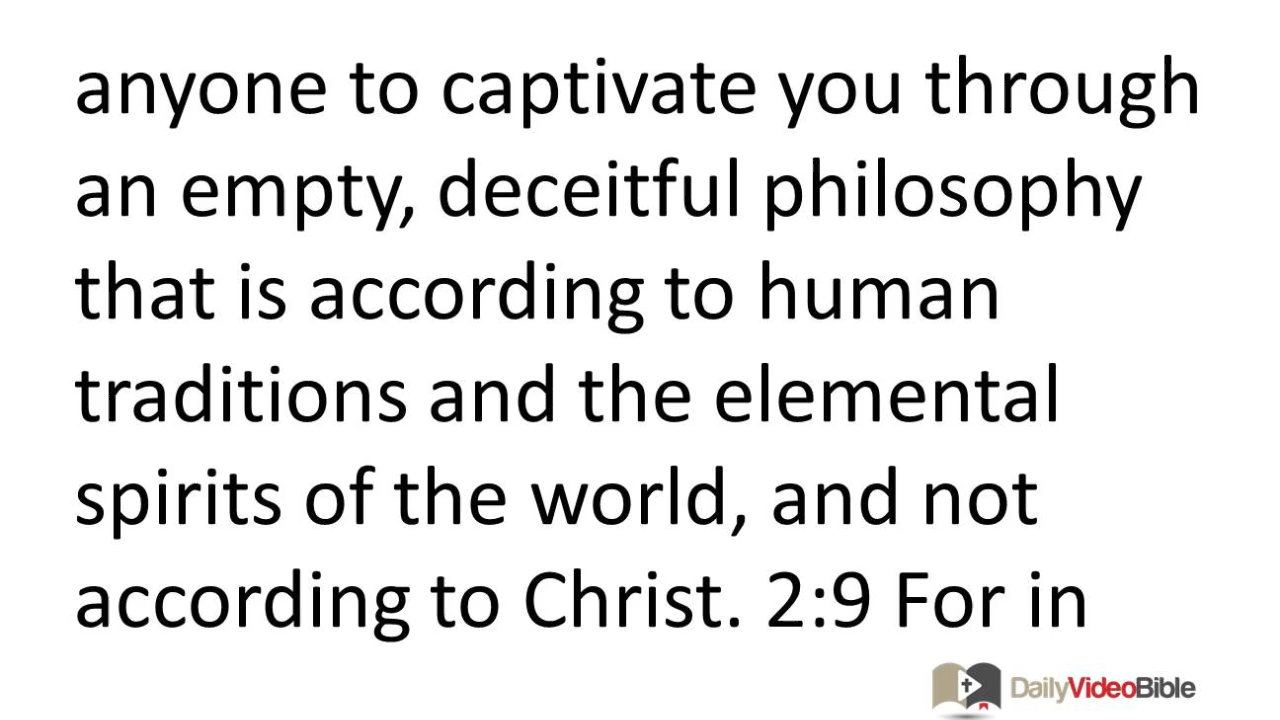 anyone to captivate you through
an empty, deceitful philosophy
that is according to human
traditions and the elemental
spirits of the world, and not
according to Christ. 2:9 For in
DailyVideoBible